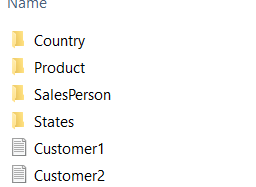 Name
Country
Product
SalesPerson
States
Customer1
Customer2